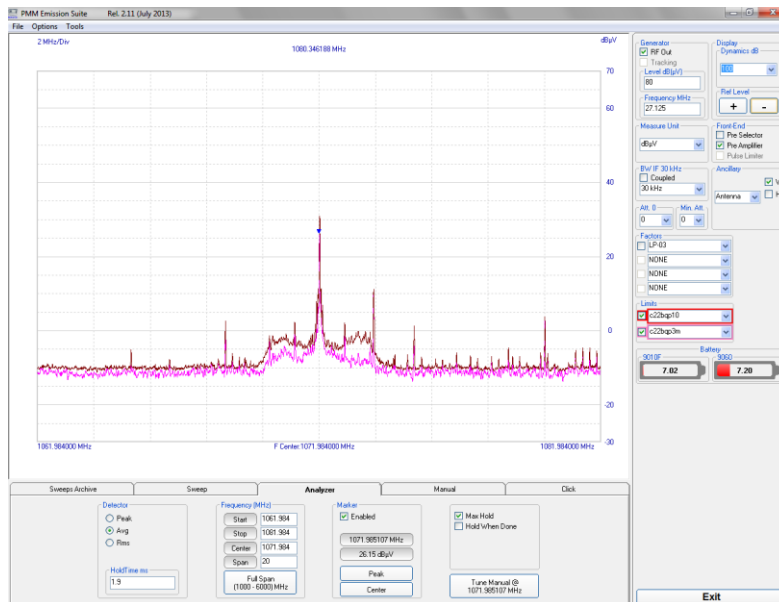 PMM Emission Suite Rel. 2.11 (July 2013)
File Options Tools
2 MHz/Div
1080.346188 MHz
dBµV
70
60
50
40
30
20
10
0
-10
-20
-30
1061.984000 MHz
F Center:1071.984000 MHz
1081.984000 MHz
Generator
RF Out
Tracking
Level dB(µV)
80
Frequency MHz
27.125
Display
Dynamics dB
100
Ref Level
+ -
Measure Unit
dBµV
Front-End
Pre Selector
Pre Amplifier
Pulse Limiter
BW IF 30 kHz
Coupled
30 kHz
Ancillary
Antenna
V
H
Att. 0
0
Min. Att.
0
Factors
LP-03
NONE
NONE
NONE
Limits
c22bqp10
c22bqp3m
Battery
9010F
7.02
9060
7.20
Sweeps Archive Sweep Analyzer Manual Click
Detector
Peak
Avg
Rms
HoldTime ms
1.9
Frequency (MHz)
Start 1061.984
Stop 1081.984
Center 1071.984
Span 20
Full Span
(1000 - 6000) MHz
Marker
Enabled
1071.985107 MHz
26.15 dBµV
Peak
Center
Max Hold
Hold When Done
Tune Manual @
1071.985107 MHz
Exit